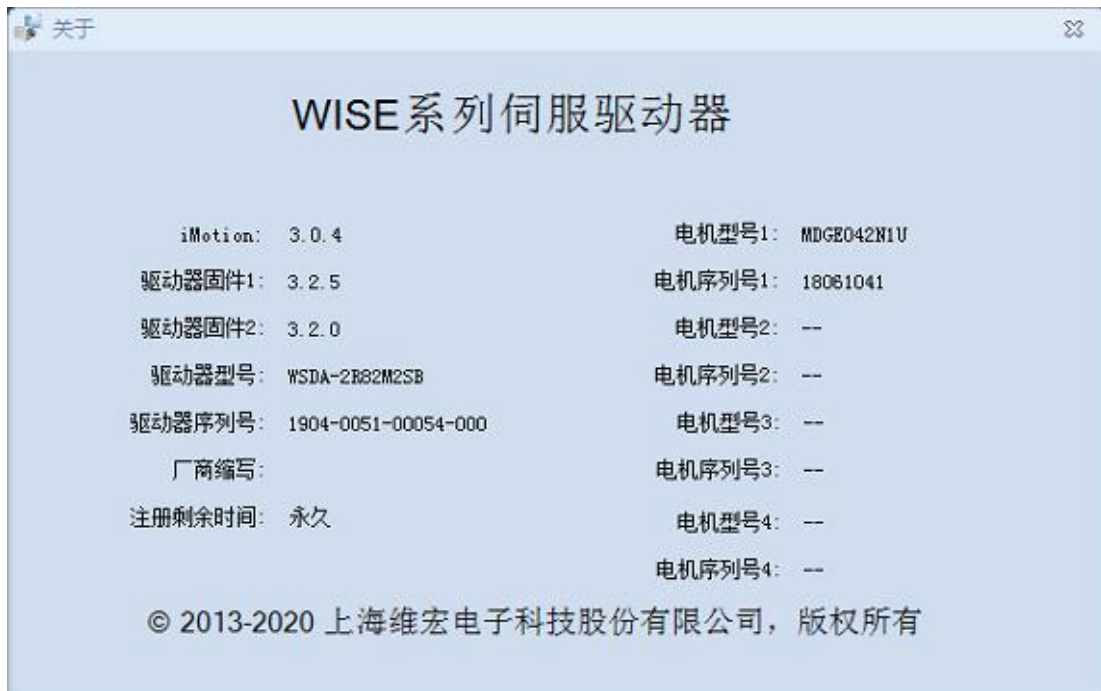 关于
WISE系列伺服驱动器
iMotion: 3.0.4
驱动器固件1: 3.2.5
驱动器固件2: 3.2.0
驱动器型号: WSDA-2R82M2SB
驱动器序列号: 1904-0051-00054-000
厂商缩写:
注册剩余时间: 永久
电机型号1: MDGE042N1U
电机序列号1: 18061041
电机型号2: --
电机序列号2: --
电机型号3: --
电机序列号3: --
电机型号4: --
电机序列号4: --
© 2013-2020 上海维宏电子科技股份有限公司，版权所有